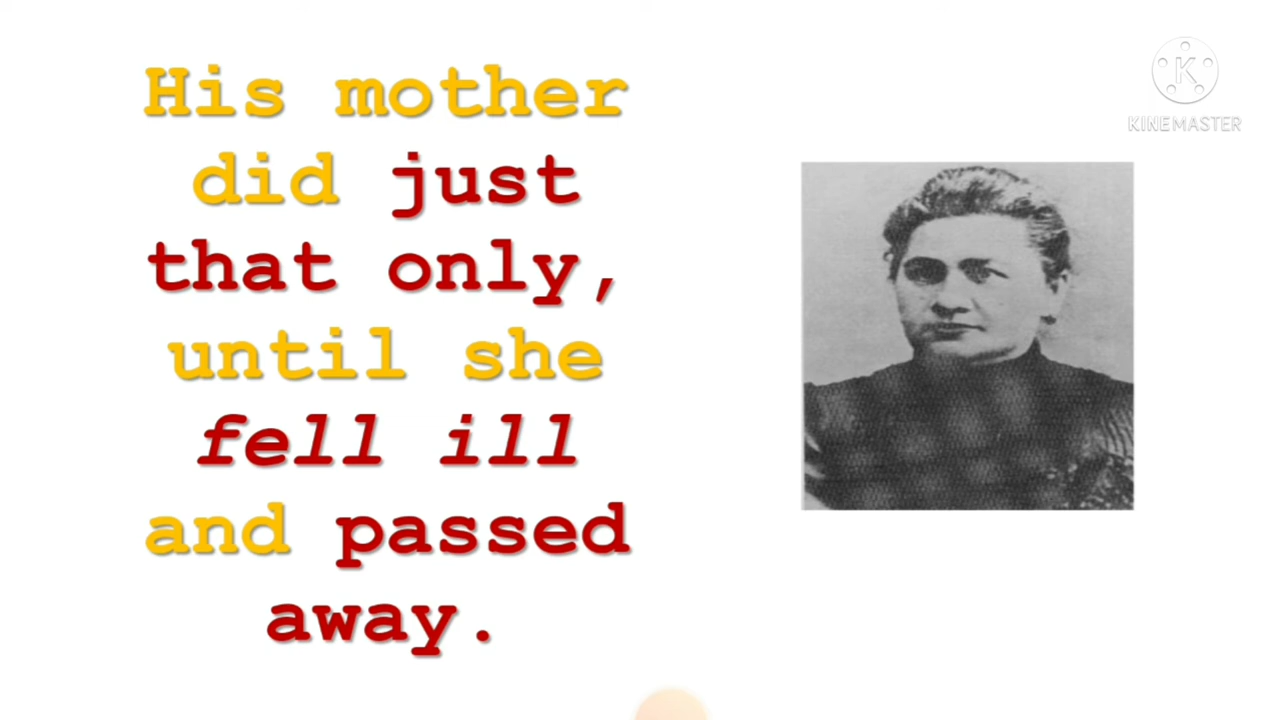 His mother
did just
that only,
until she
fell ill
and passed
away.
KINEMASTER